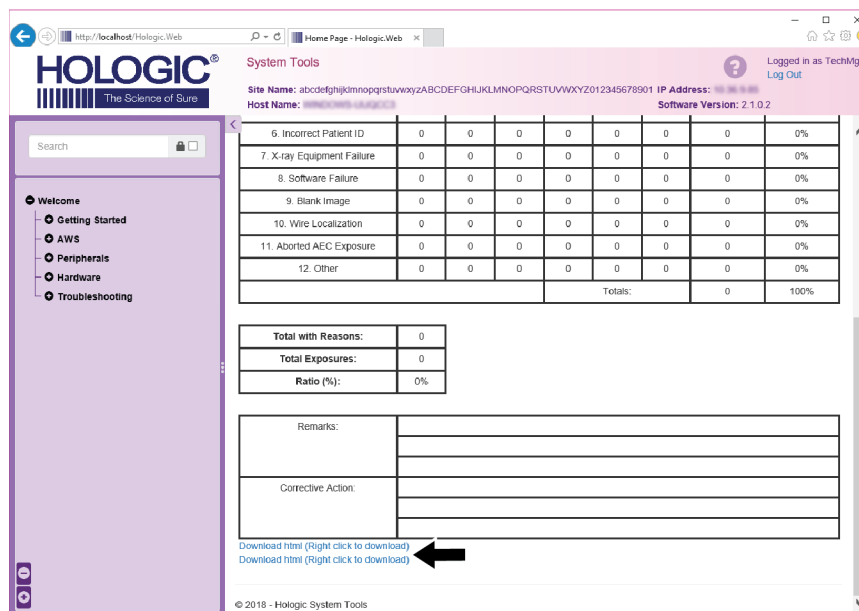 http://localhost/Hologic.Web
Home Page - Hologic.Web
HOLOGIC®
The Science of Sure
System Tools
Logged in as TechMg
Log Out
Site Name: abcdefghijklmnopqrstuvwxyzABCDEFGHIJKLMNOPQRSTUVWXYZ012345678901 IP Address:
Host Name:
Software Version: 2.1.0.2
Search
Welcome
Getting Started
AWS
Peripherals
Hardware
Troubleshooting
6. Incorrect Patient ID 0 0 0 0 0 0 0 0%
7. X-ray Equipment Failure 0 0 0 0 0 0 0 0%
8. Software Failure 0 0 0 0 0 0 0 0%
9. Blank Image 0 0 0 0 0 0 0 0%
10. Wire Localization 0 0 0 0 0 0 0 0%
11. Aborted AEC Exposure 0 0 0 0 0 0 0 0%
12. Other 0 0 0 0 0 0 0 0%
Totals: 0 100%
Total with Reasons: 0
Total Exposures: 0
Ratio (%): 0%
Remarks:
Corrective Action:
Download html (Right click to download)
Download html (Right click to download)
© 2018 - Hologic System Tools